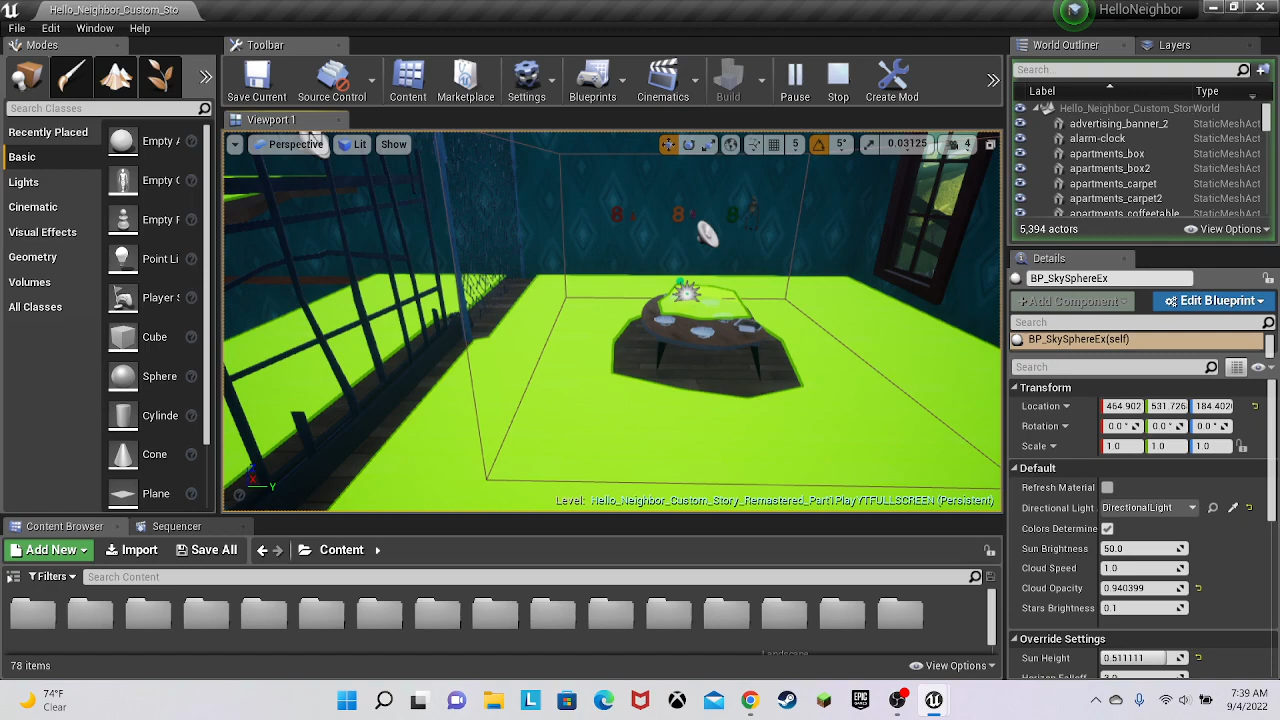 Hello_Neighbor_Custom_Sto
HelloNeighbor
File Edit Window Help
Modes
Toolbar
World Outliner
Layers
Save Current
Source Control
Content
Marketplace
Settings
Blueprints
Cinematics
Build
Pause
Stop
Create Mod
Search Classes
Search...
Label
Type
Recently Placed
Basic
Lights
Cinematic
Visual Effects
Geometry
Volumes
All Classes
Empty A
Empty C
Empty R
Point Li
Player S
Cube
Sphere
Cylinde
Cone
Plane
Viewport 1
Perspective
Lit
Show
5
5°
0.03125
4
8 8 8
X
Y
Level: Hello_Neighbor_Custom_Story_Remastered_Part1PlayYTFULLSCREEN (Persistent)
Hello_Neighbor_Custom_Stor World
advertising_banner_2 StaticMeshAct
alarm-clock StaticMeshAct
apartments_box StaticMeshAct
apartments_box2 StaticMeshAct
apartments_carpet StaticMeshAct
apartments_carpet2 StaticMeshAct
apartments_coffeetable StaticMeshAct
5,394 actors
View Options
Details
BP_SkySphereEx
Add Component
Edit Blueprint
Search
BP_SkySphereEx(self)
Search
Transform
Location 464.902 531.726 184.402
Rotation 0.0° 0.0° 0.0°
Scale 1.0 1.0 1.0
Default
Refresh Material
Directional Light DirectionalLight
Colors Determine
Sun Brightness 50.0
Cloud Speed 1.0
Cloud Opacity 0.940399
Stars Brightness 0.1
Override Settings
Sun Height 0.511111
Content Browser
Sequencer
Add New
Import
Save All
Content
Filters
Search Content
78 items
View Options
74°F
Clear
7:39 AM
9/4/2022